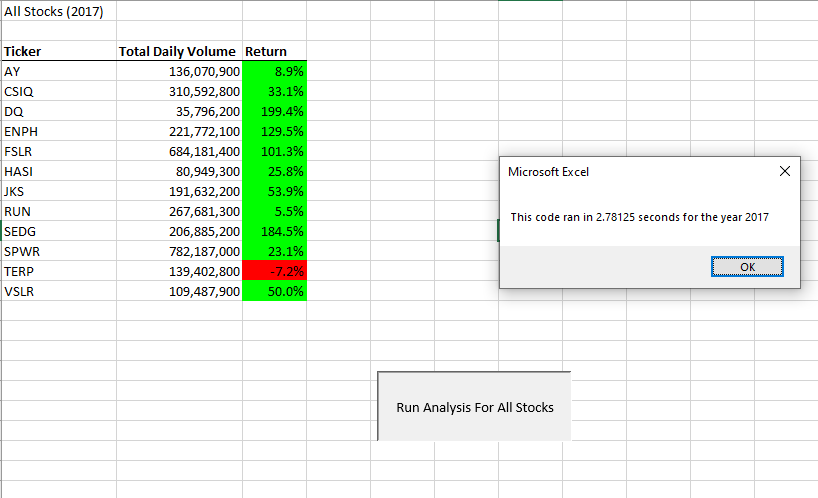 All Stocks (2017)
Ticker Total Daily Volume Return
AY 136,070,900 8.9%
CSIQ 310,592,800 33.1%
DQ 35,796,200 199.4%
ENPH 221,772,100 129.5%
FSLR 684,181,400 101.3%
HASI 80,949,300 25.8%
JKS 191,632,200 53.9%
RUN 267,681,300 5.5%
SEDG 206,885,200 184.5%
SPWR 782,187,000 23.1%
TERP 139,402,800 -7.2%
VSLR 109,487,900 50.0%
Microsoft Excel
This code ran in 2.78125 seconds for the year 2017
OK
Run Analysis For All Stocks